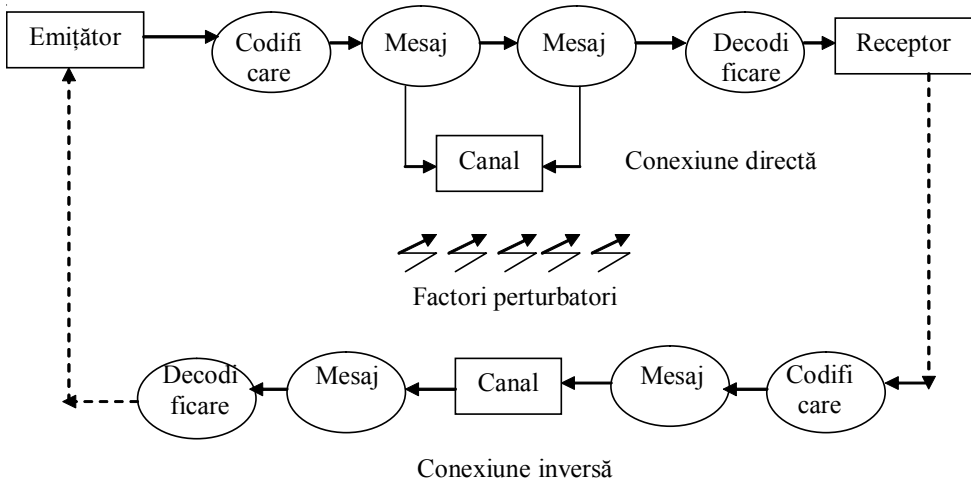 Emițător
Codifi
care
Mesaj
Mesaj
Decodi
ficare
Receptor
Canal
Conexiune directă
Factori perturbatori
Decodi
ficare
Mesaj
Canal
Mesaj
Codifi
care
Conexiune inversă